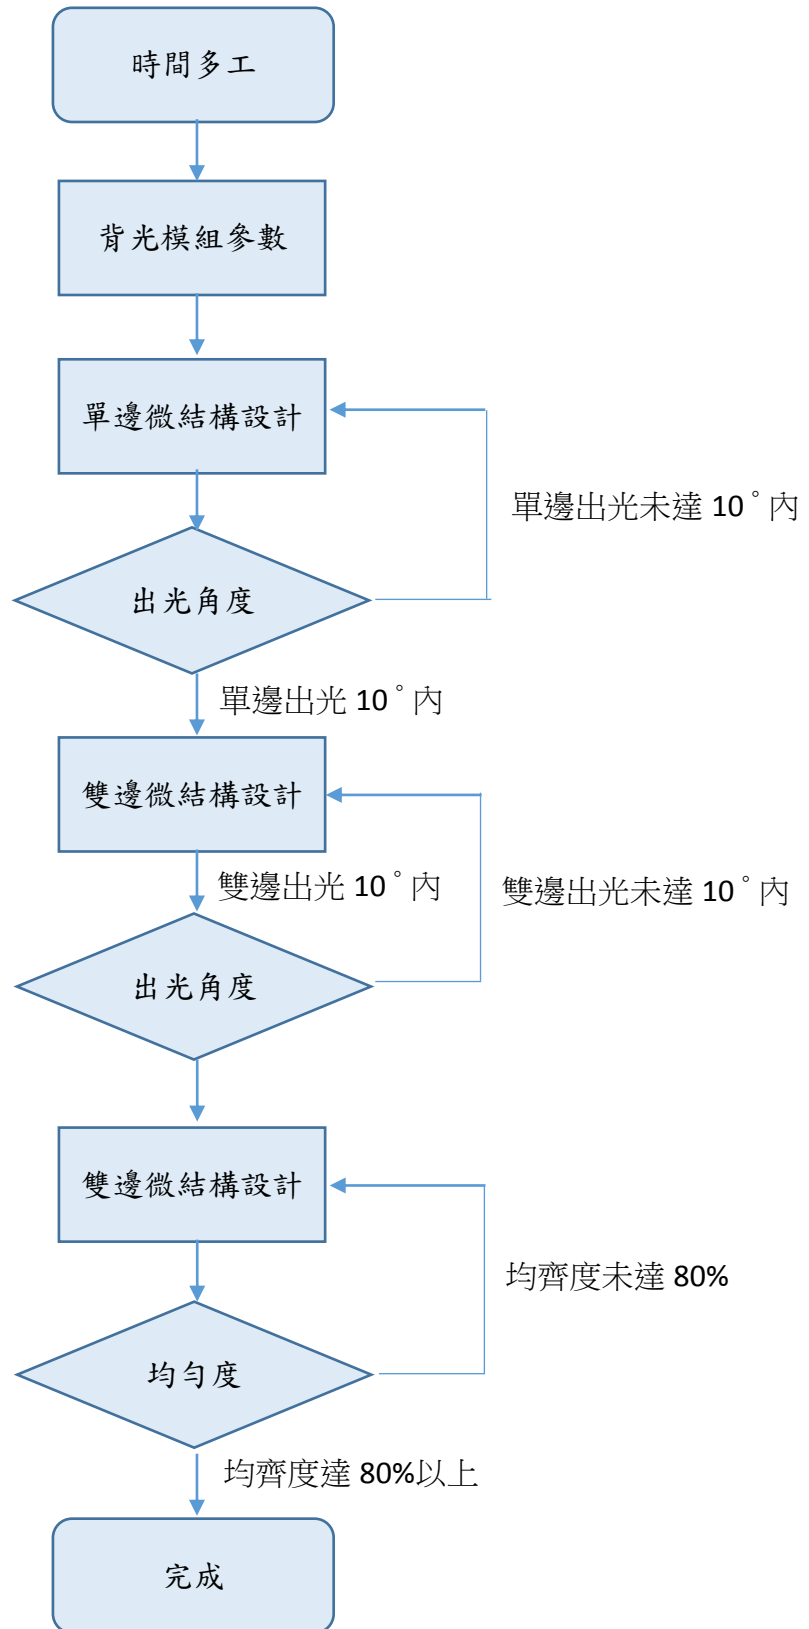 時間多工
背光模組參數
單邊微結構設計
單邊出光未達 10˚內
出光角度
單邊出光 10˚內
雙邊微結構設計
雙邊出光 10˚內
雙邊出光未達 10˚內
出光角度
雙邊微結構設計
均齊度未達 80%
均勻度
均齊度達 80%以上
完成